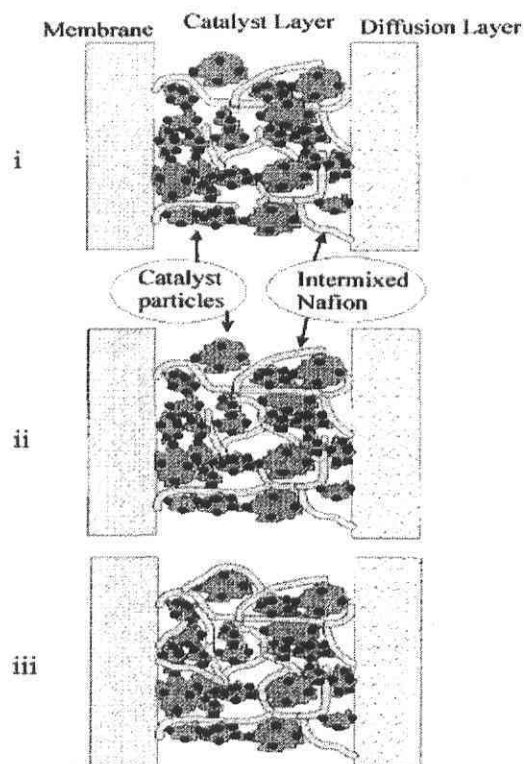 Membrane Catalyst Layer Diffusion Layer
i
Catalyst particles
Intermixed Nafion
ii
iii